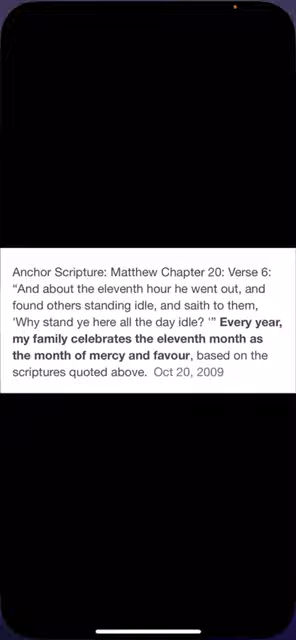 Anchor Scripture: Matthew Chapter 20: Verse 6:
“And about the eleventh hour he went out, and
found others standing idle, and saith to them,
'Why stand ye here all the day idle? '” Every year,
my family celebrates the eleventh month as
the month of mercy and favour, based on the
scriptures quoted above. Oct 20, 2009